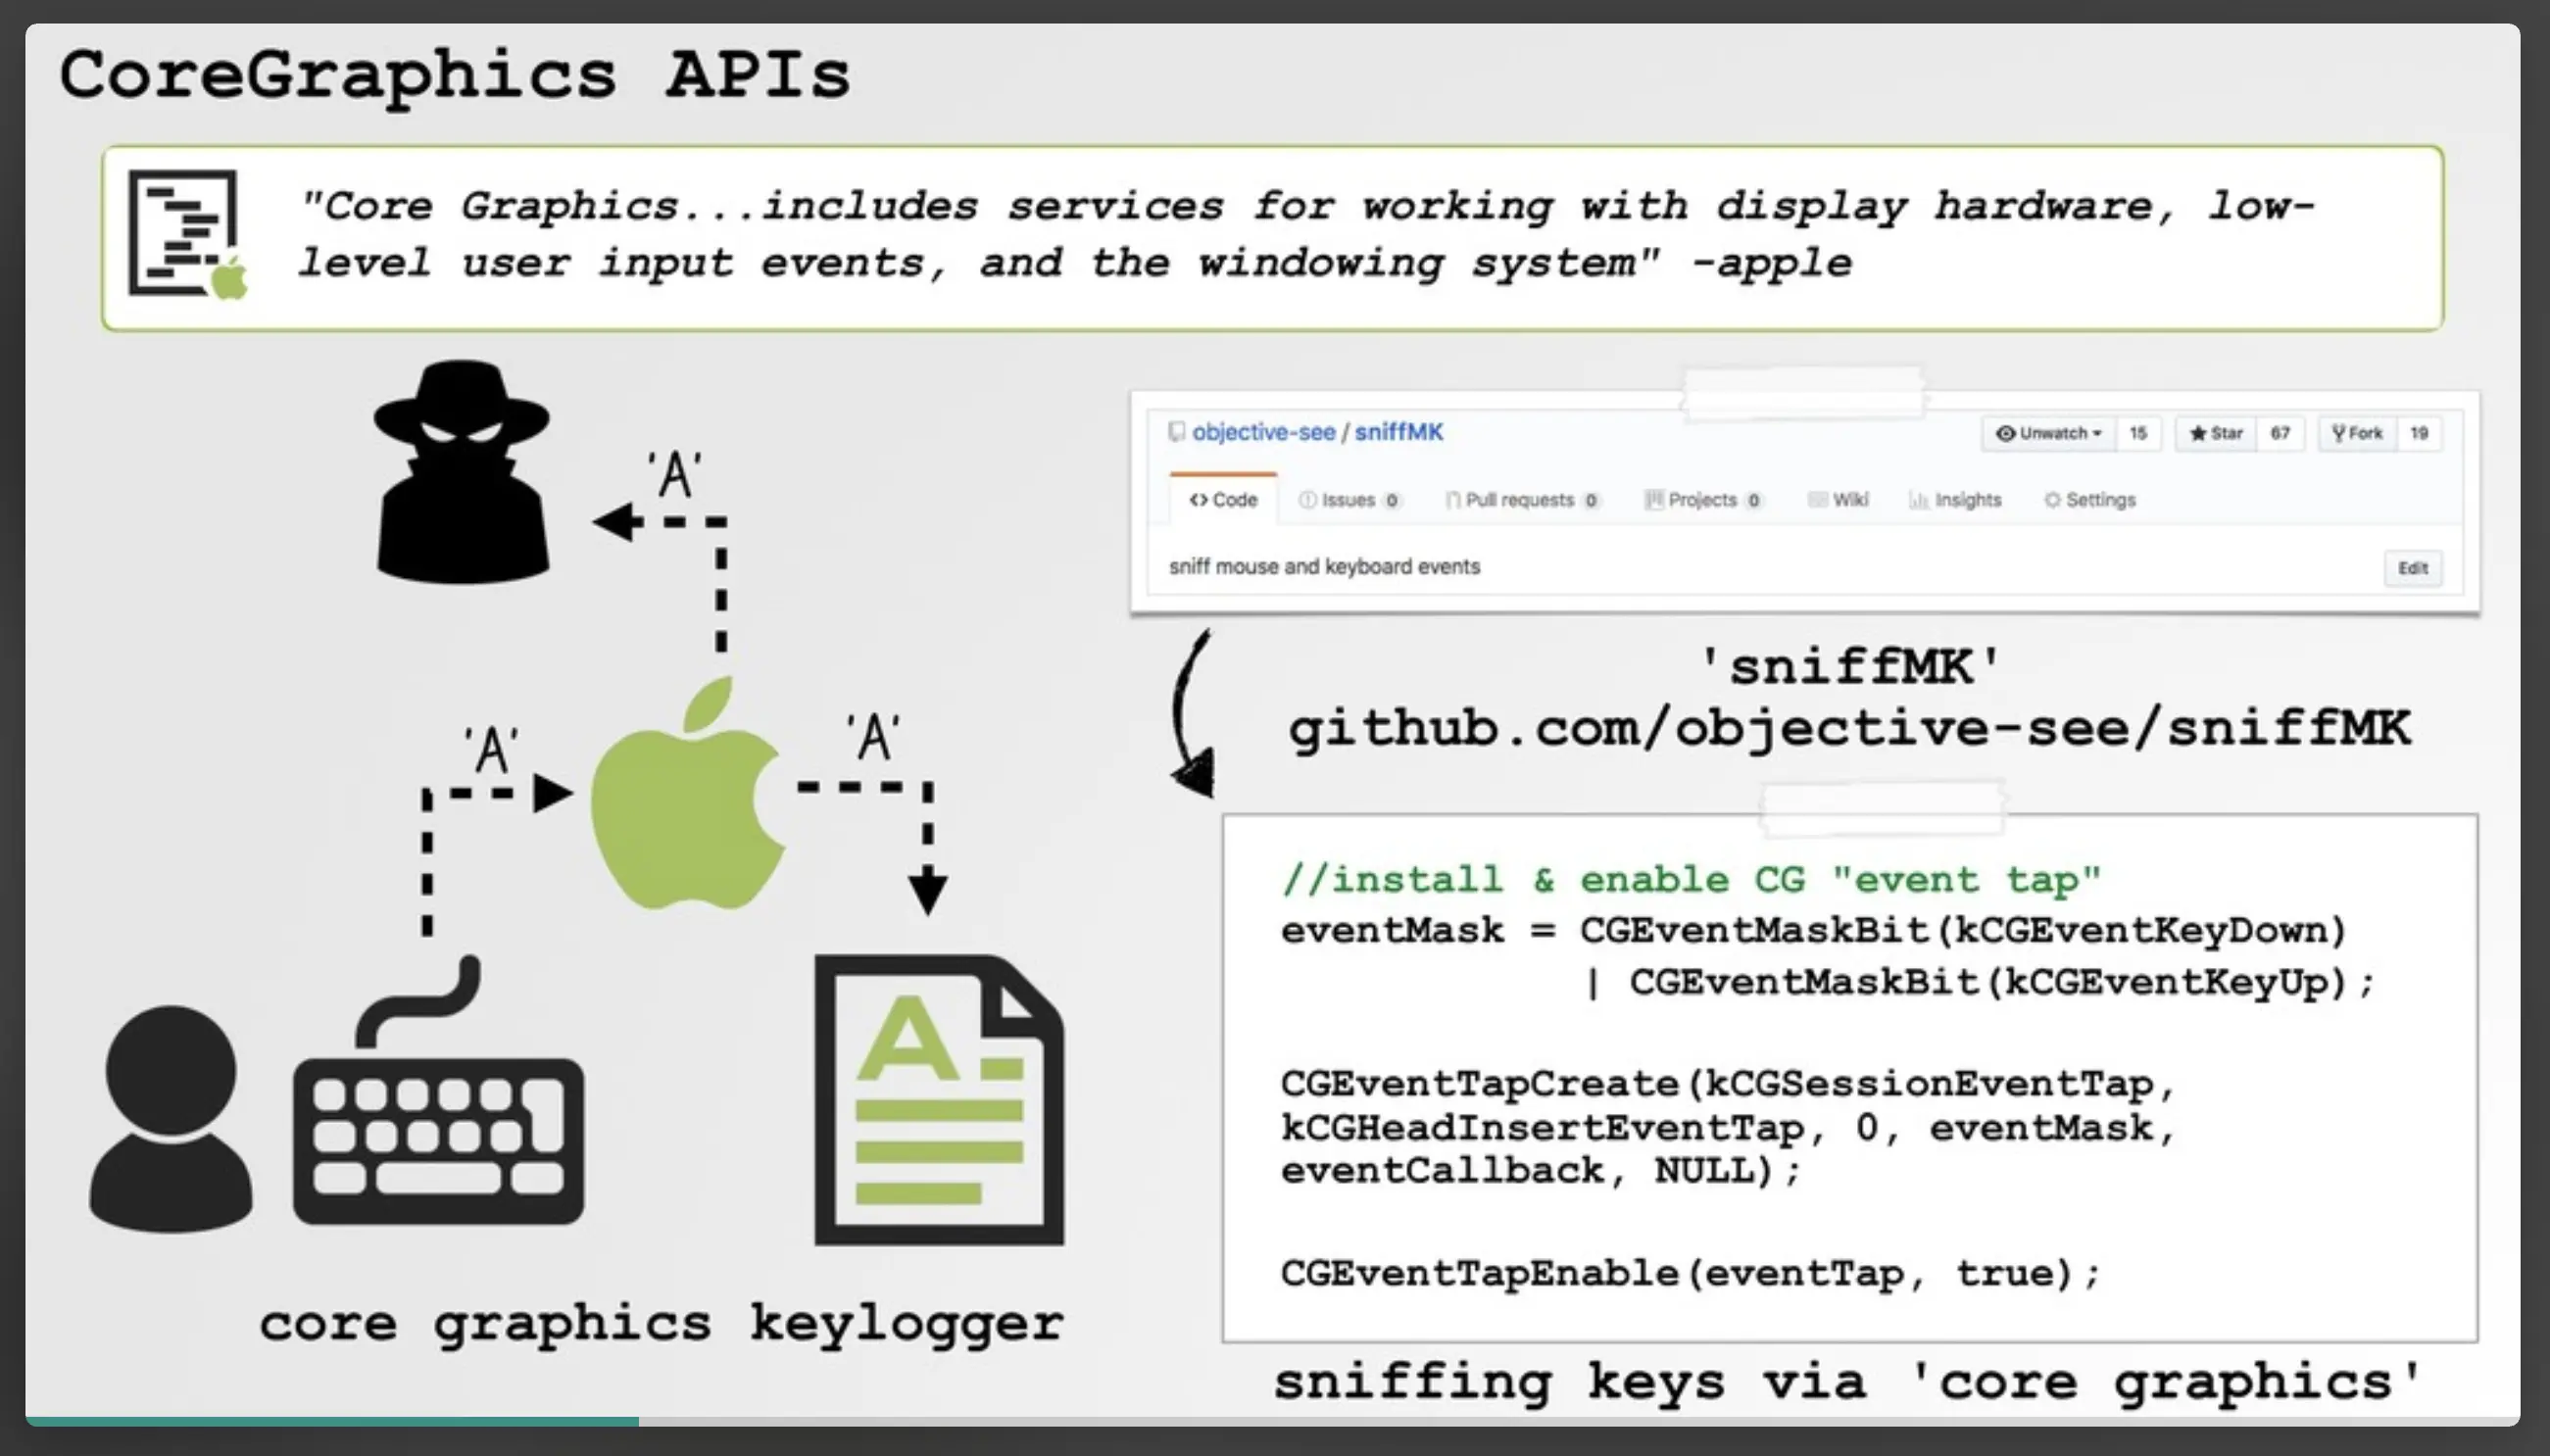 CoreGraphics APIs
"Core Graphics...includes services for working with display hardware, low-
level user input events, and the windowing system" -apple
'A'
'A'
'A'
A
core graphics keylogger
objective-see / sniffMK
Unwatch 15 Star 67 Fork 19
<> Code Issues 0 Pull requests 0 Projects 0 Wiki Insights Settings
sniff mouse and keyboard events
Edit
'sniffMK'
github.com/objective-see/sniffMK
//install & enable CG "event tap"
eventMask = CGEventMaskBit(kCGEventKeyDown)
| CGEventMaskBit(kCGEventKeyUp);
CGEventTapCreate(kCGSessionEventTap,
kCGHeadInsertEventTap, 0, eventMask,
eventCallback, NULL);
CGEventTapEnable(eventTap, true);
sniffing keys via 'core graphics'